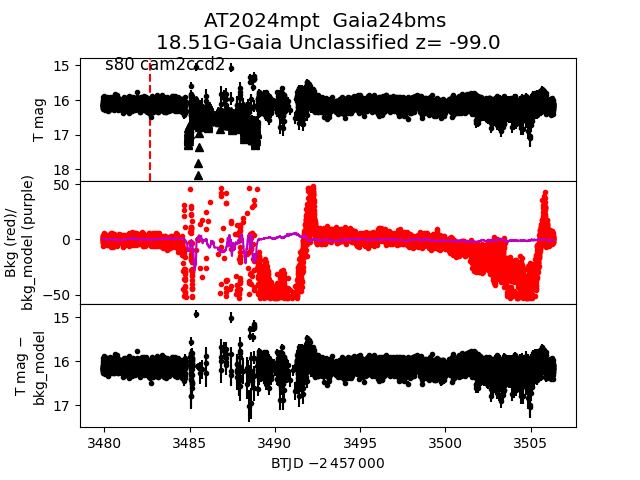 AT2024mpt  Gaia24bms
18.51G-Gaia Unclassified z= -99.0
s80 cam2ccd2
15
16
17
18
T mag
50
0
−50
Bkg (red)/
bkg_model (purple)
15
16
17
T mag −
bkg_model
3480
3485
3490
3495
3500
3505
BTJD −2 457 000